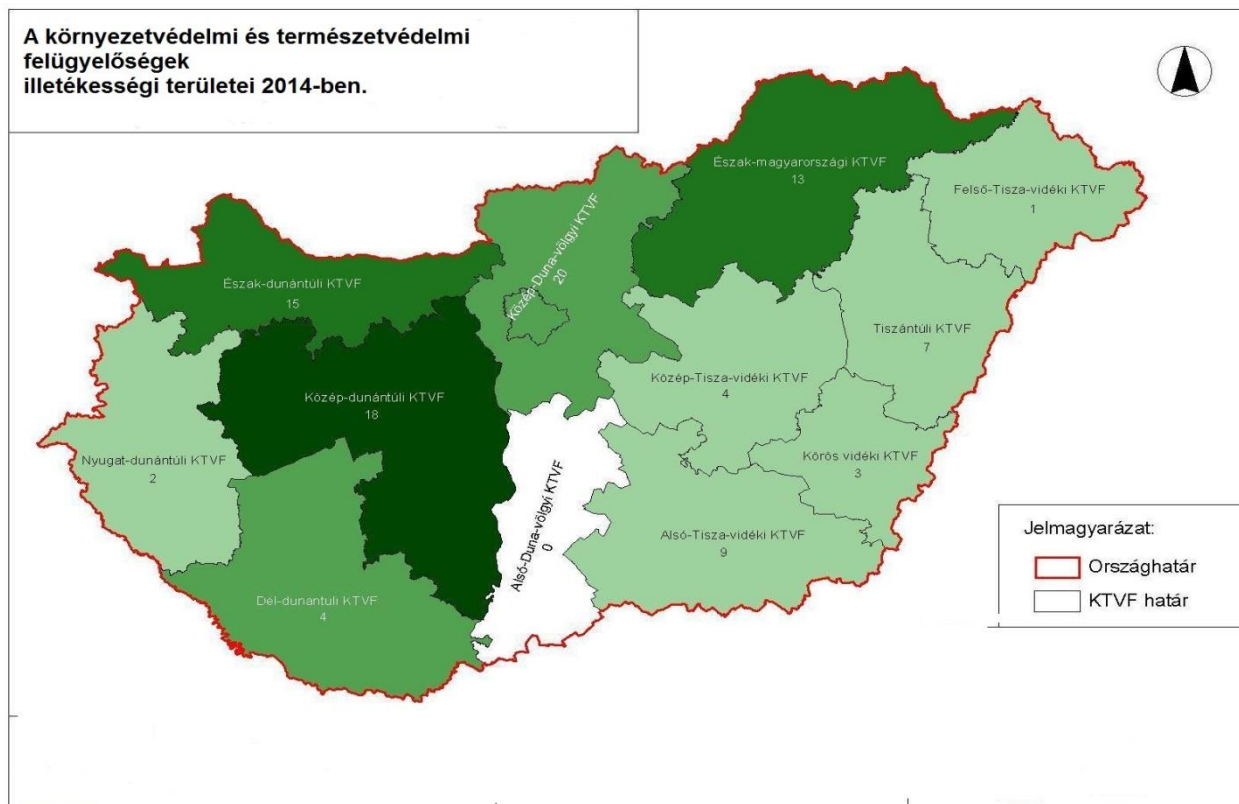 A környezetvédelmi és természetvédelmi
felügyelőségek
illetékességi területei 2014-ben.
Észak-magyarországi KTVF
13
Felső-Tisza-vidéki KTVF
1
Közép-Duna-völgyi KTVF
20
Észak-dunántúli KTVF
15
Tiszántúli KTVF
7
Közép-Tisza-vidéki KTVF
4
Közép-dunántúli KTVF
18
Nyugat-dunántúli KTVF
2
Körös vidéki KTVF
3
Alsó-Duna-völgyi KTVF
0
Alsó-Tisza-vidéki KTVF
9
Dél-dunántúli KTVF
4
Jelmagyarázat:
Országhatár
KTVF határ